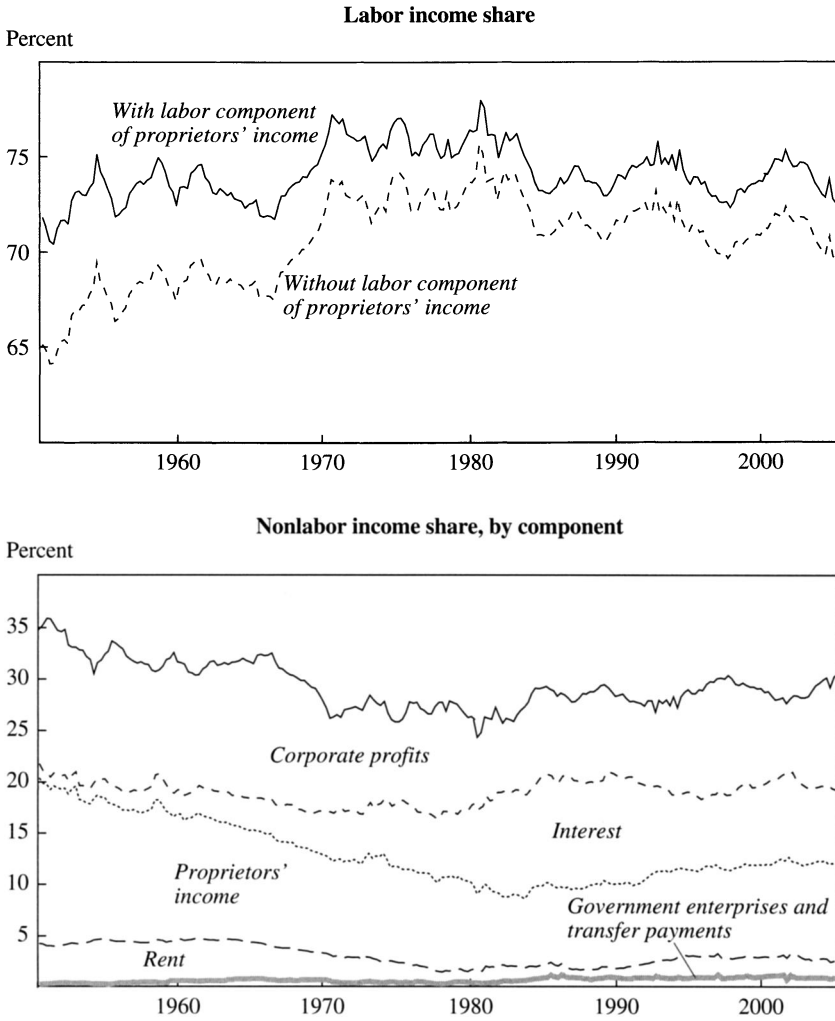 Labor income share
Percent
With labor component
of proprietors' income
75
70
Without labor component
of proprietors' income
65
1960 1970 1980 1990 2000
Nonlabor income share, by component
Percent
35
30
25
Corporate profits
20
Interest
15
Proprietors'
income
10
Government enterprises and
transfer payments
5
Rent
1960 1970 1980 1990 2000